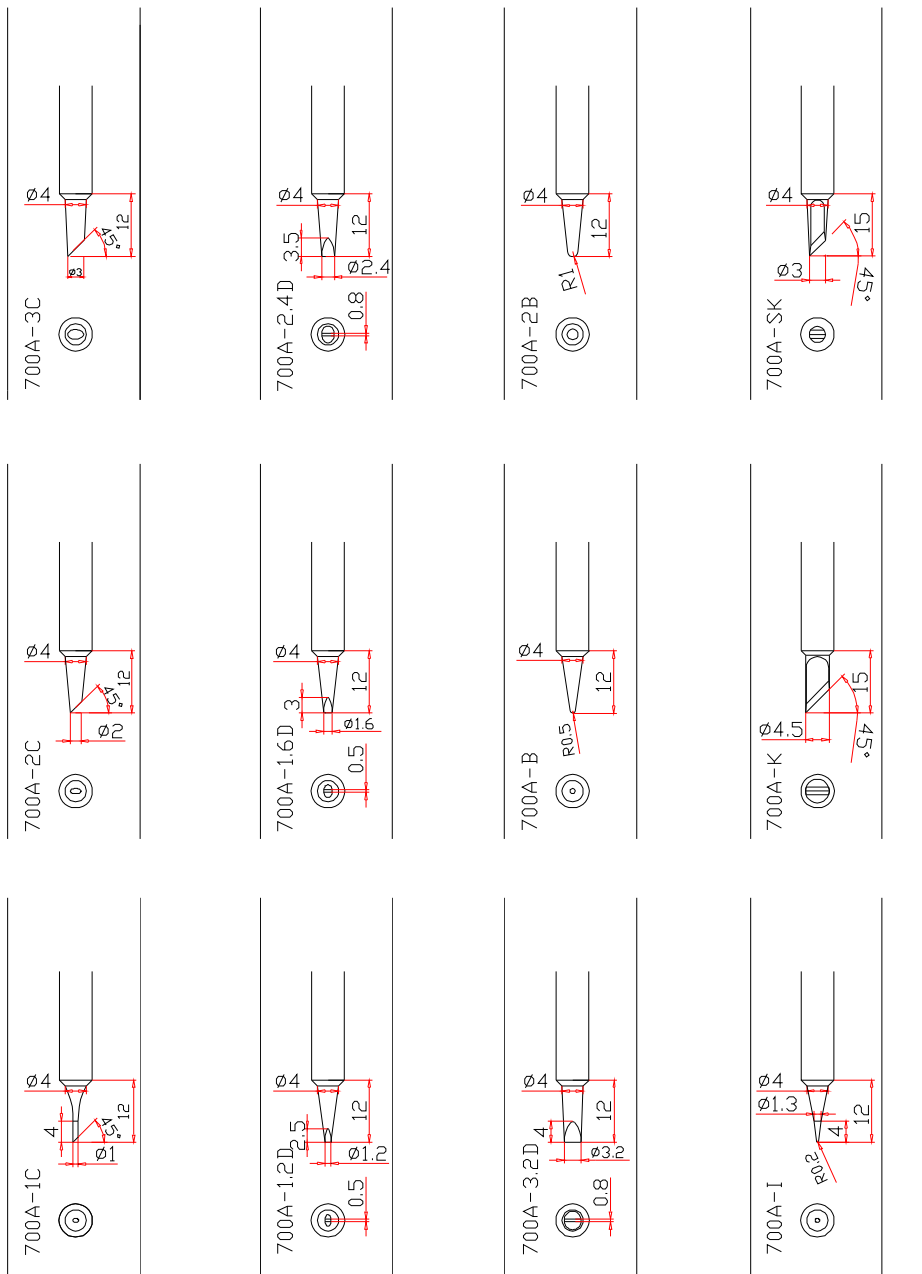 Ø4
12
45°
Ø3
700A-3C
Ø4
12
3.5
Ø2.4
0.8
700A-2.4D
Ø4
12
R1
700A-2B
Ø4
15
45°
Ø3
700A-SK
Ø4
12
45°
Ø2
700A-2C
Ø4
12
3
Ø1.6
0.5
700A-1.6D
Ø4
12
R0.5
700A-B
15
45°
Ø4.5
700A-K
Ø4
12
4
45°
Ø1
700A-1C
Ø4
12
2.5
Ø1.2
0.5
700A-1.2D
Ø4
12
4
Ø3.2
0.8
700A-3.2D
Ø4
Ø1.3
12
4
R0.2
700A-I